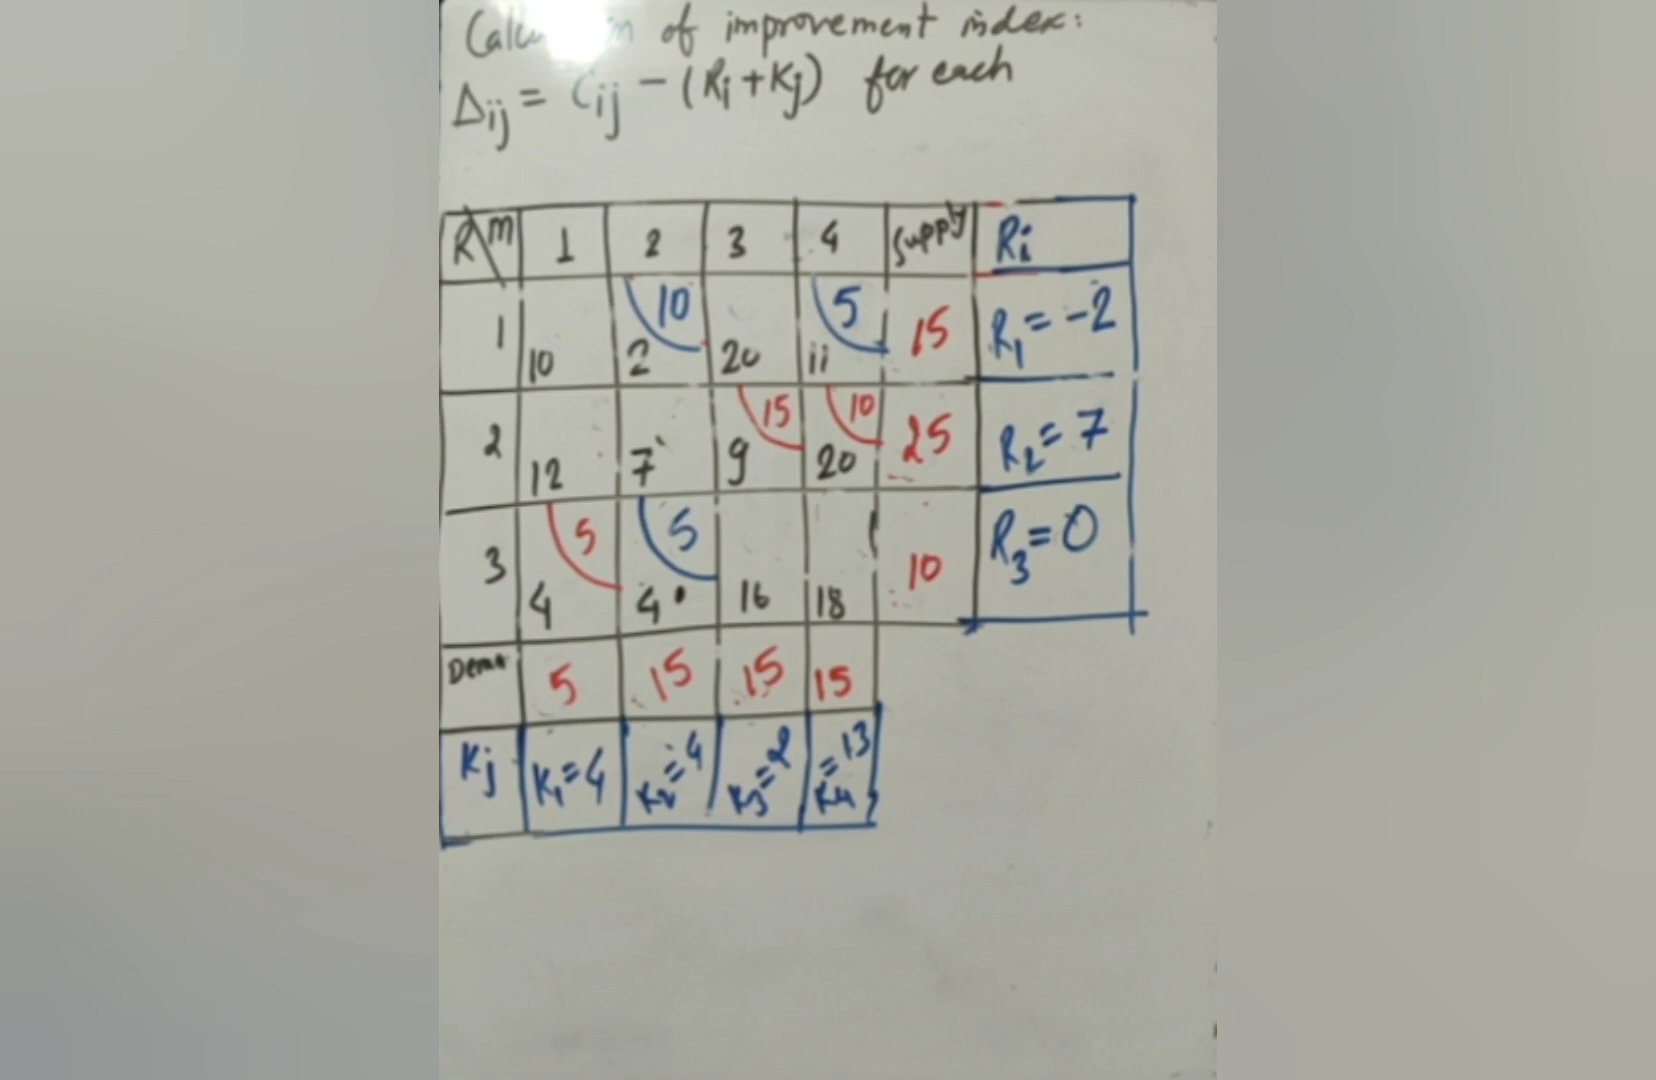 of improvement index:
Δij = Cij - (Ri + Kj) for each
R m 1 2 3 4 Supply Ri
1 10 10 2 20 5 11 15 R1 = -2
2 12 7 15 9 10 20 25 R2 = 7
3 5 4 5 4 16 18 10 R3 = 0
Dem 5 15 15 15
Kj K1 = 4 K2 = 4 K3 = 2 K4 = 13